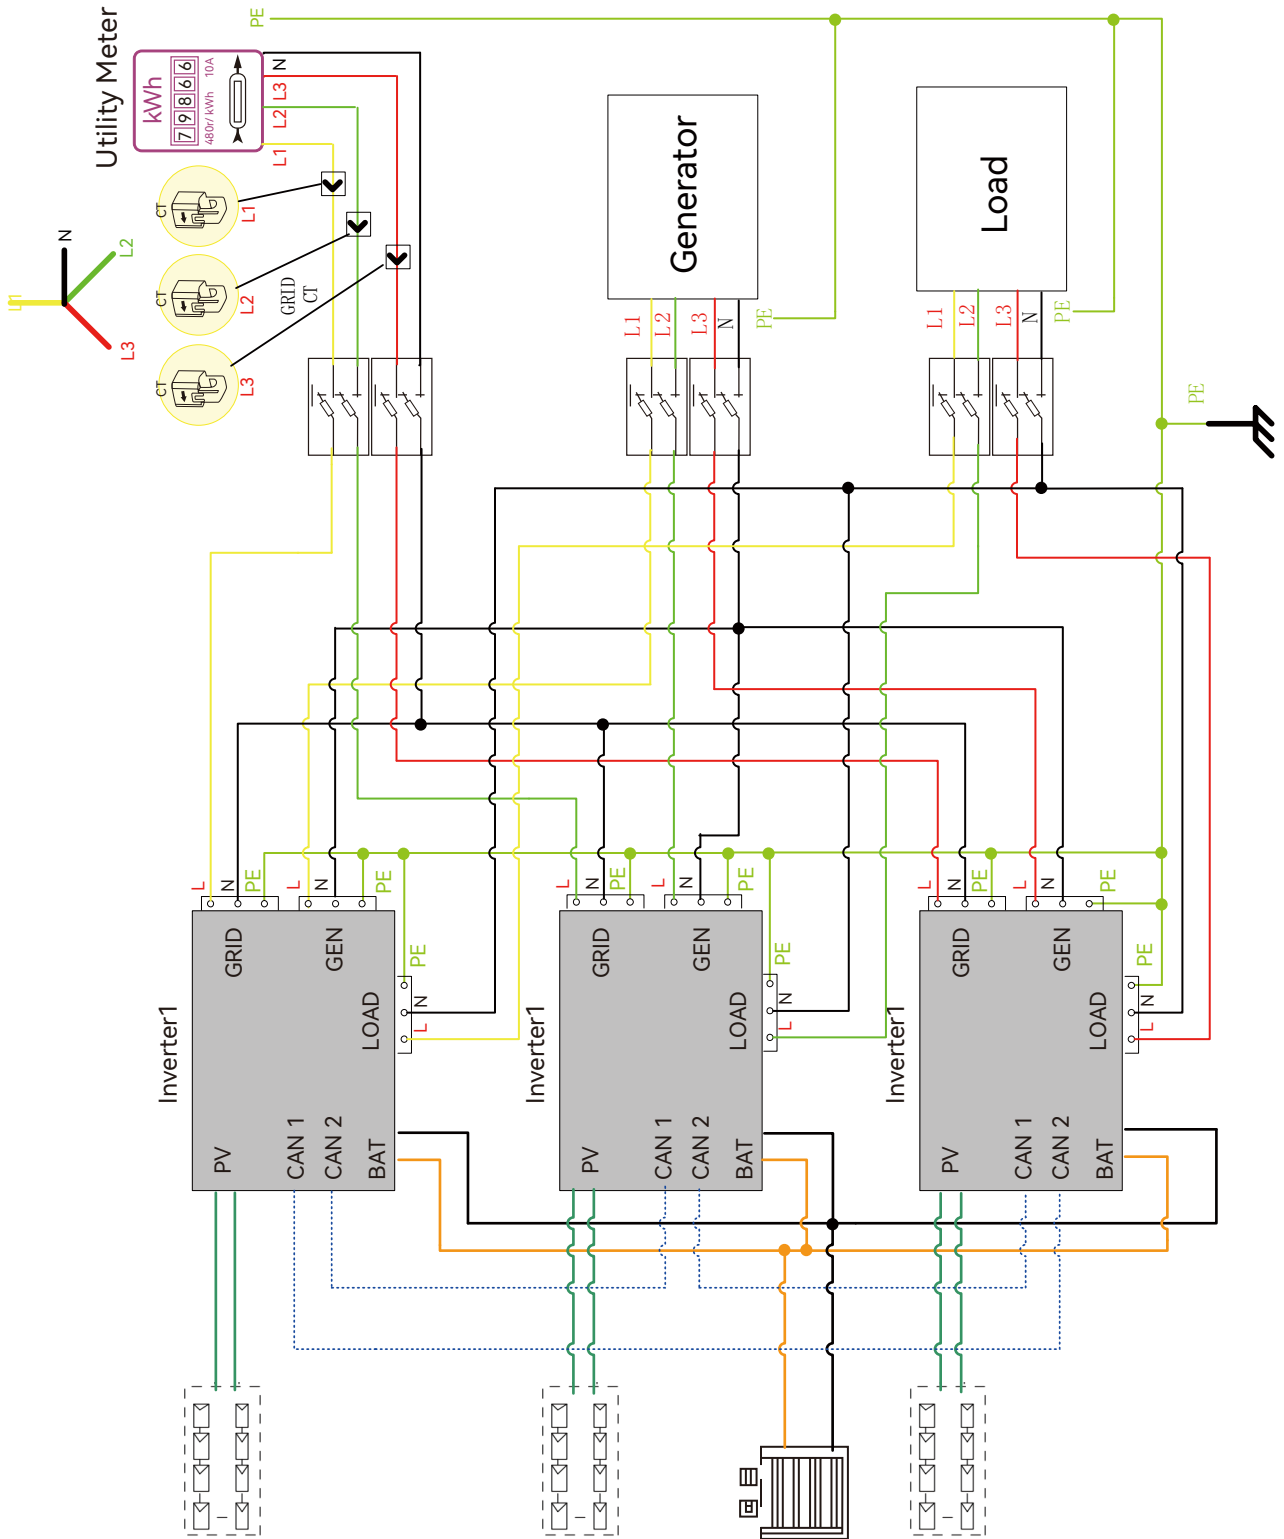 PE
Utility Meter
kWh
79866
480r/ kWh 10A
N
L3
L2
L1
CT
L1
CT
L2
CT
L3
GRID
CT
L1
N
L2
L3
Generator
L1
L2
L3
N
PE
Load
L1
L2
L3
N
PE
PE
Inverter1
L
N
PE
GRID
L
N
PE
GEN
PE
N
L
LOAD
PV
CAN 1
CAN 2
BAT
Inverter1
L
N
PE
GRID
L
N
PE
GEN
PE
N
L
LOAD
PV
CAN 1
CAN 2
BAT
Inverter1
L
N
PE
GRID
L
N
PE
GEN
PE
N
L
LOAD
PV
CAN 1
CAN 2
BAT